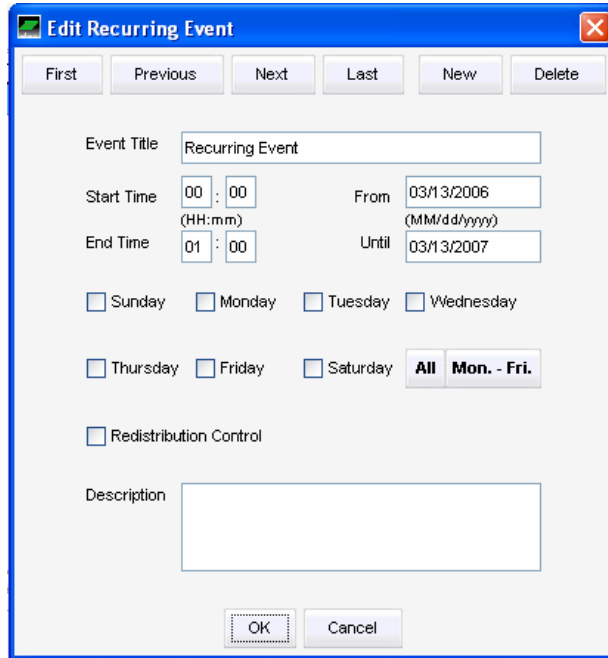 Edit Recurring Event
First Previous Next Last New Delete
Event Title Recurring Event
Start Time 00 : 00 From 03/13/2006
(HH:mm) (MM/dd/yyyy)
End Time 01 : 00 Until 03/13/2007
Sunday Monday Tuesday Wednesday
Thursday Friday Saturday All Mon. - Fri.
Redistribution Control
Description
OK Cancel